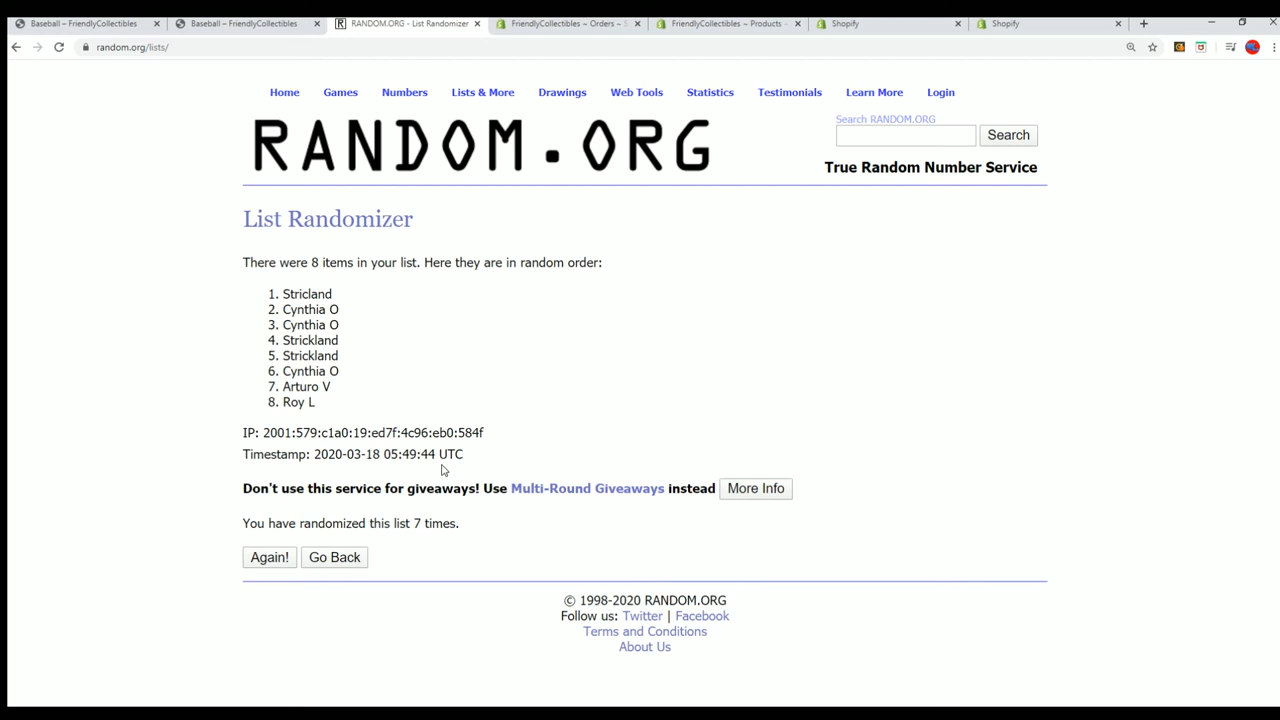 Baseball – FriendlyCollectibles
Baseball – FriendlyCollectibles
RANDOM.ORG - List Randomizer
FriendlyCollectibles ~ Orders ~ S
FriendlyCollectibles ~ Products ~
Shopify
Shopify
random.org/lists/
Home Games Numbers Lists & More Drawings Web Tools Statistics Testimonials Learn More Login
RANDOM.ORG
Search RANDOM.ORG
Search
True Random Number Service
List Randomizer
There were 8 items in your list. Here they are in random order:
1. Stricland
2. Cynthia O
3. Cynthia O
4. Strickland
5. Strickland
6. Cynthia O
7. Arturo V
8. Roy L
IP: 2001:579:c1a0:19:ed7f:4c96:eb0:584f
Timestamp: 2020-03-18 05:49:44 UTC
Don't use this service for giveaways! Use Multi-Round Giveaways instead More Info
You have randomized this list 7 times.
Again! Go Back
© 1998-2020 RANDOM.ORG
Follow us: Twitter | Facebook
Terms and Conditions
About Us